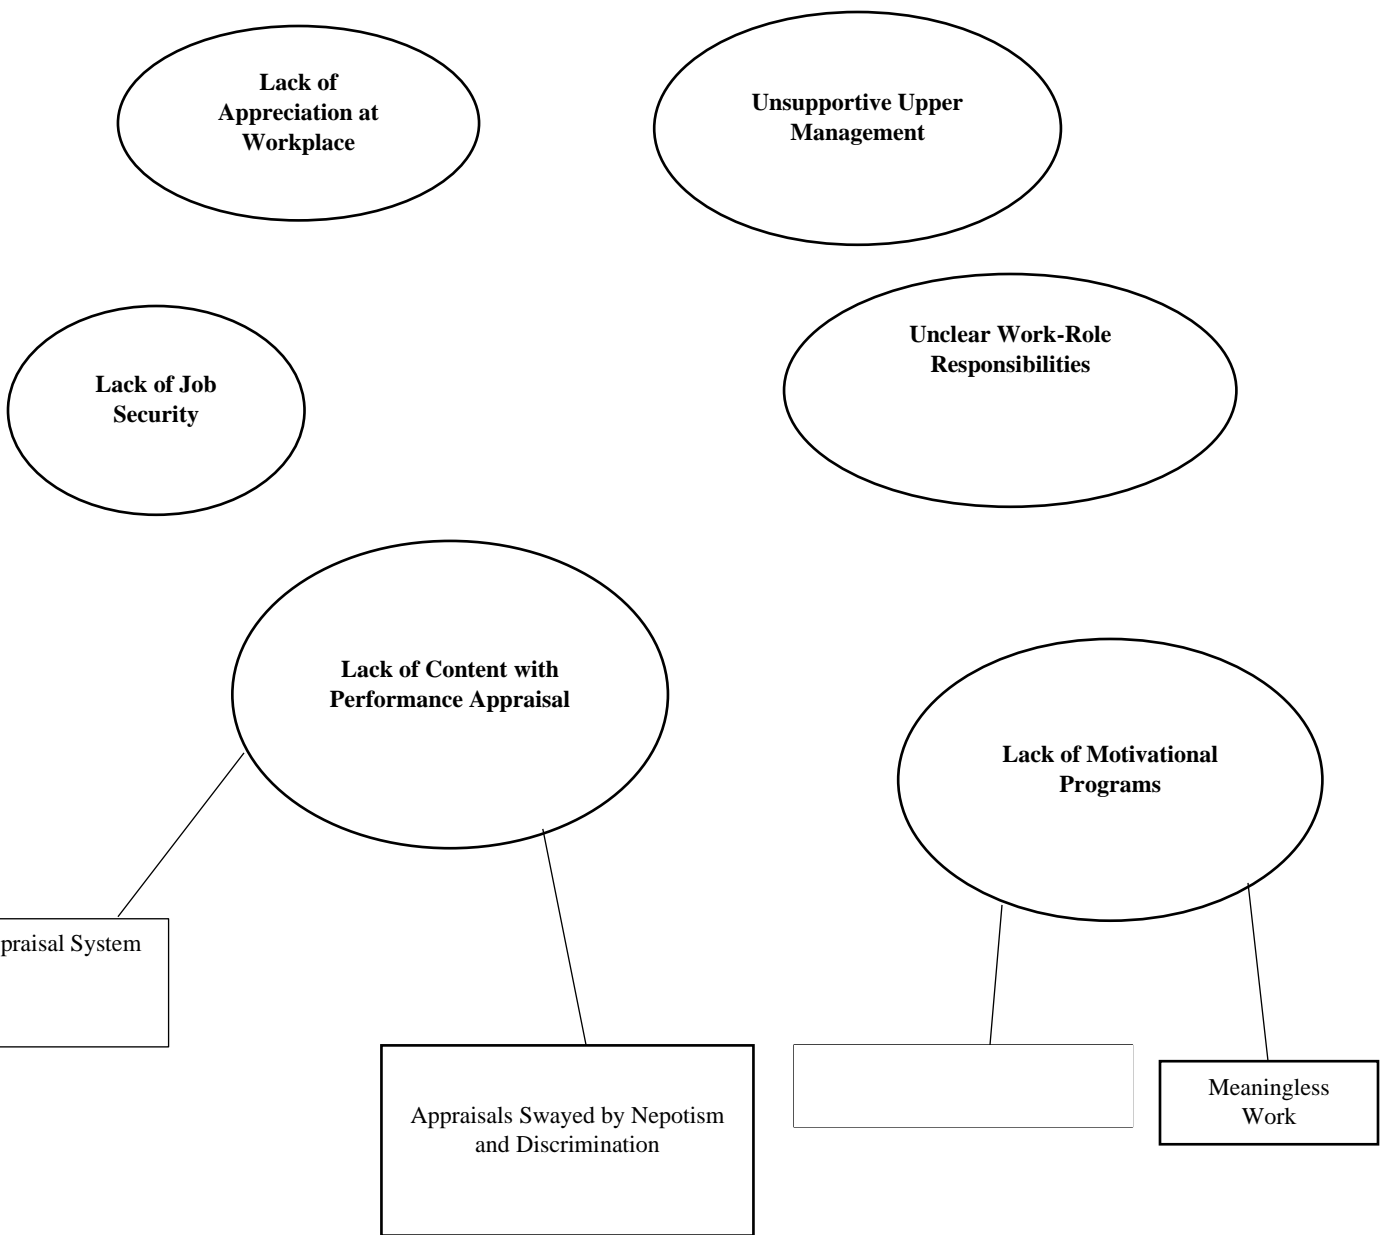 Lack of
Appreciation at
Workplace
Unsupportive Upper
Management
Unclear Work-Role
Responsibilities
Lack of Job
Security
Lack of Content with
Performance Appraisal
Lack of Motivational
Programs
praisal System
Appraisals Swayed by Nepotism
and Discrimination
Meaningless
Work